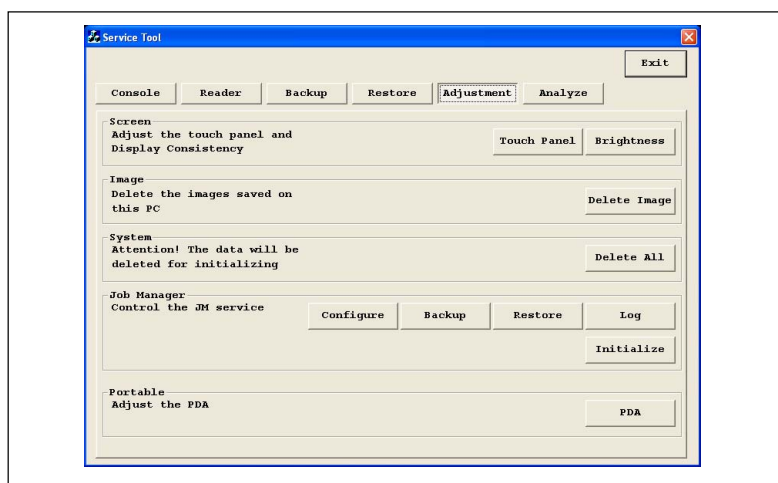 Service Tool
Exit
Console Reader Backup Restore Adjustment Analyze
Screen
Adjust the touch panel and
Display Consistency
Touch Panel Brightness
Image
Delete the images saved on
this PC
Delete Image
System
Attention! The data will be
deleted for initializing
Delete All
Job Manager
Control the JM service
Configure Backup Restore Log
Initialize
Portable
Adjust the PDA
PDA